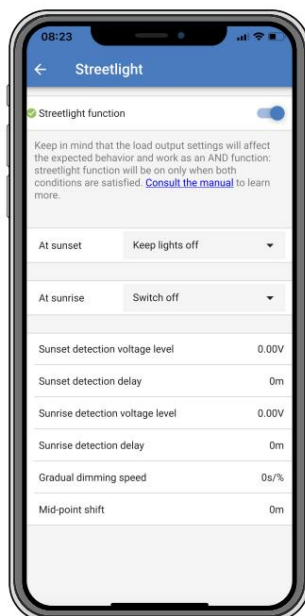 08:23
Streetlight
Streetlight function
Keep in mind that the load output settings will affect
the expected behavior and work as an AND function:
streetlight function will be on only when both
conditions are satisfied. Consult the manual to learn
more.
At sunset Keep lights off
At sunrise Switch off
Sunset detection voltage level 0.00V
Sunset detection delay 0m
Sunrise detection voltage level 0.00V
Sunrise detection delay 0m
Gradual dimming speed 0s/%
Mid-point shift 0m